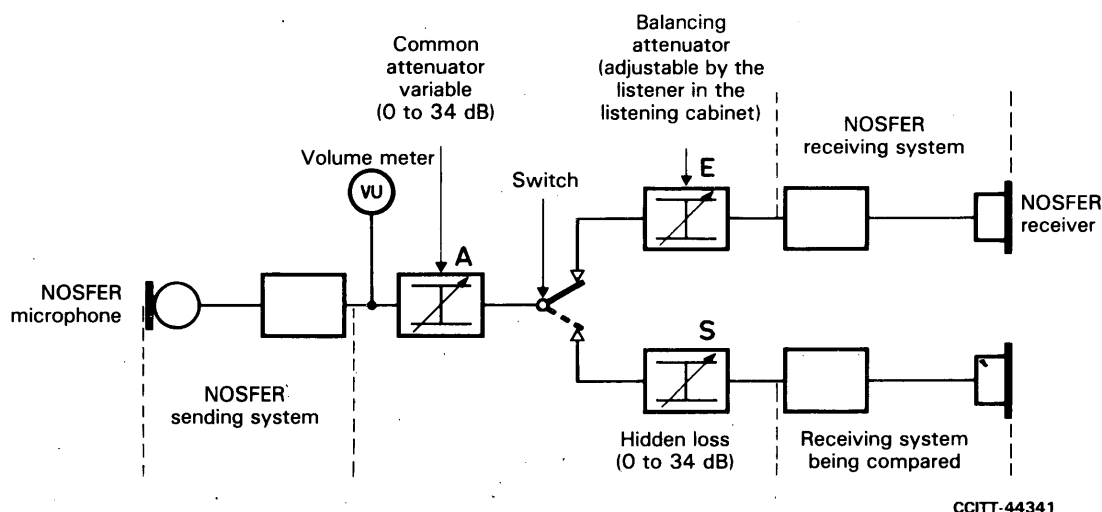 Common
attenuator
variable
(0 to 34 dB)
Balancing
attenuator
(adjustable by the
listener in the
listening cabinet)
NOSFER
receiving system
Volume meter
VU
Switch
E
NOSFER
receiver
A
NOSFER
microphone
S
NOSFER
sending system
Hidden loss
(0 to 34 dB)
Receiving system
being compared
CCITT-44341